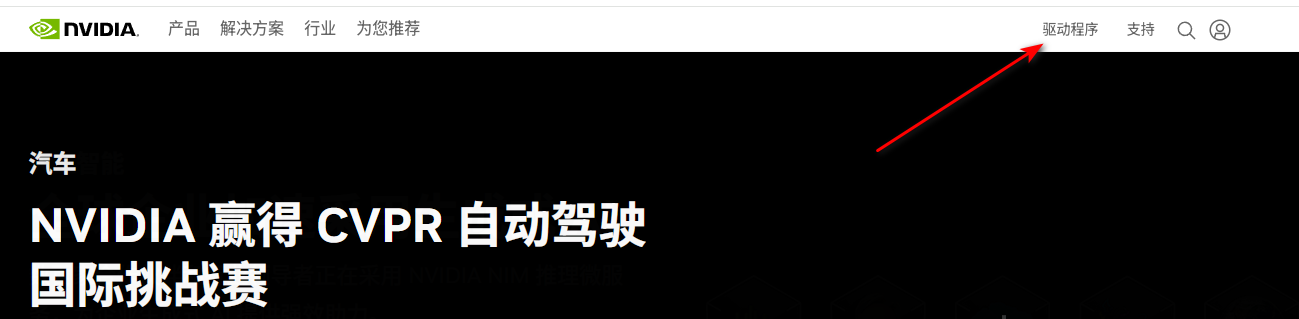 NVIDIA.
产品 解决方案 行业 为您推荐 驱动程序 支持
汽车
NVIDIA 赢得 CVPR 自动驾驶
国际挑战赛